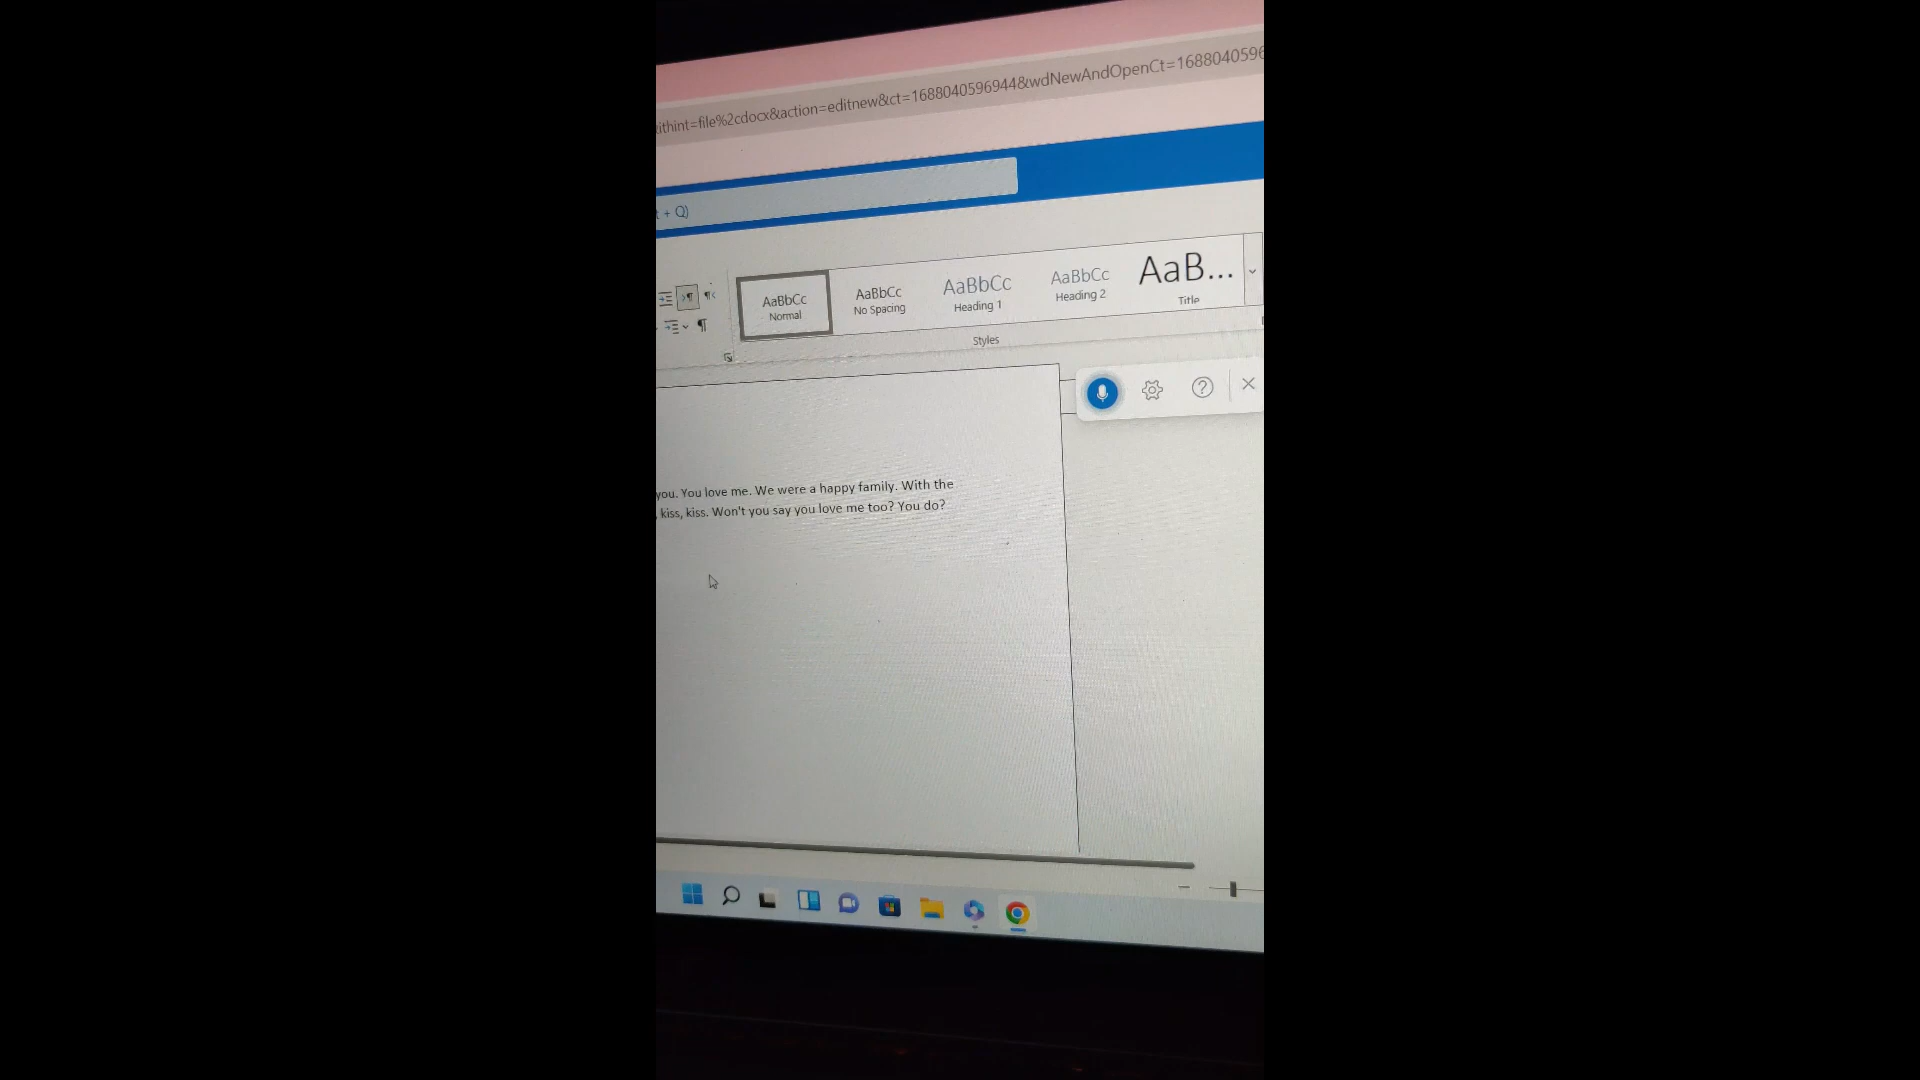 ithint=file%2cdocx&action=editnew&ct=1688040596944&wdNewAndOpenCt=1688040596
+ Q)
AaBbCc
Normal
AaBbCc
No Spacing
AaBbCc
Heading 1
AaBbCc
Heading 2
AaB...
Title
Styles
you. You love me. We were a happy family. With the
kiss, kiss. Won't you say you love me too? You do?